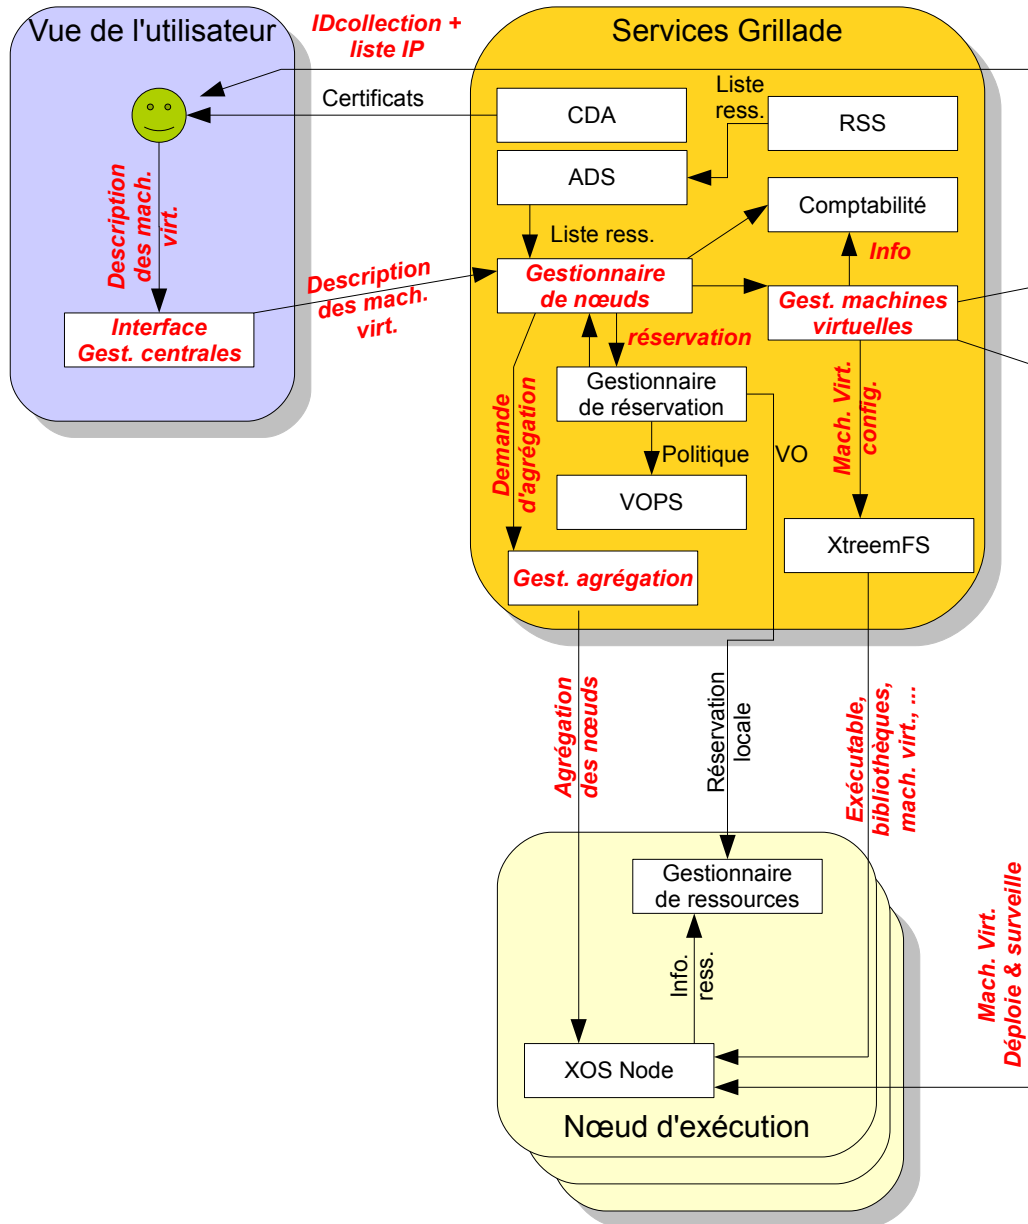 Vue de l'utilisateur
IDcollection +
liste IP
Services Grillade
Certificats
CDA
Liste
ress.
RSS
ADS
Description
des mach.
virt.
Liste ress.
Comptabilité
Info
Description
des mach.
virt.
Gestionnaire
de nœuds
Gest. machines
virtuelles
Interface
Gest. centrales
réservation
Gestionnaire
de réservation
Demande
d'agrégation
Mach. Virt.
config.
Politique
VO
VOPS
XtreemFS
Gest. agrégation
Agrégation
des nœuds
Réservation
locale
Exécutable,
bibliothèques,
mach. virt., ...
Gestionnaire
de ressources
Info.
ress.
Mach. Virt.
Déploie & surveille
XOS Node
Nœud d'exécution